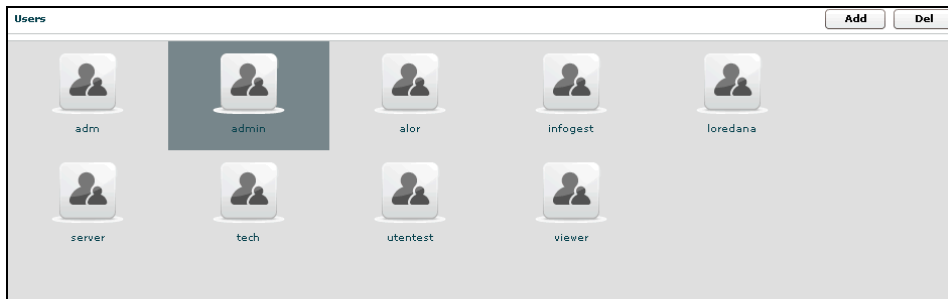 Users Add Del
adm admin alor infogest loredana
server tech utentest viewer